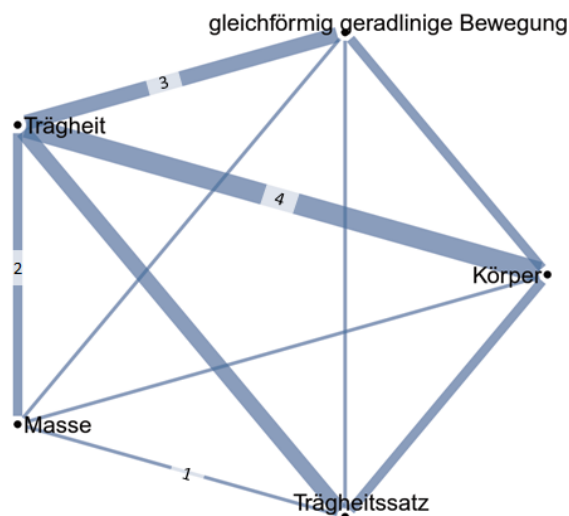 gleichförmig geradlinige Bewegung
3
Trägheit
4
2
Körper
Masse
1
Trägheitssatz